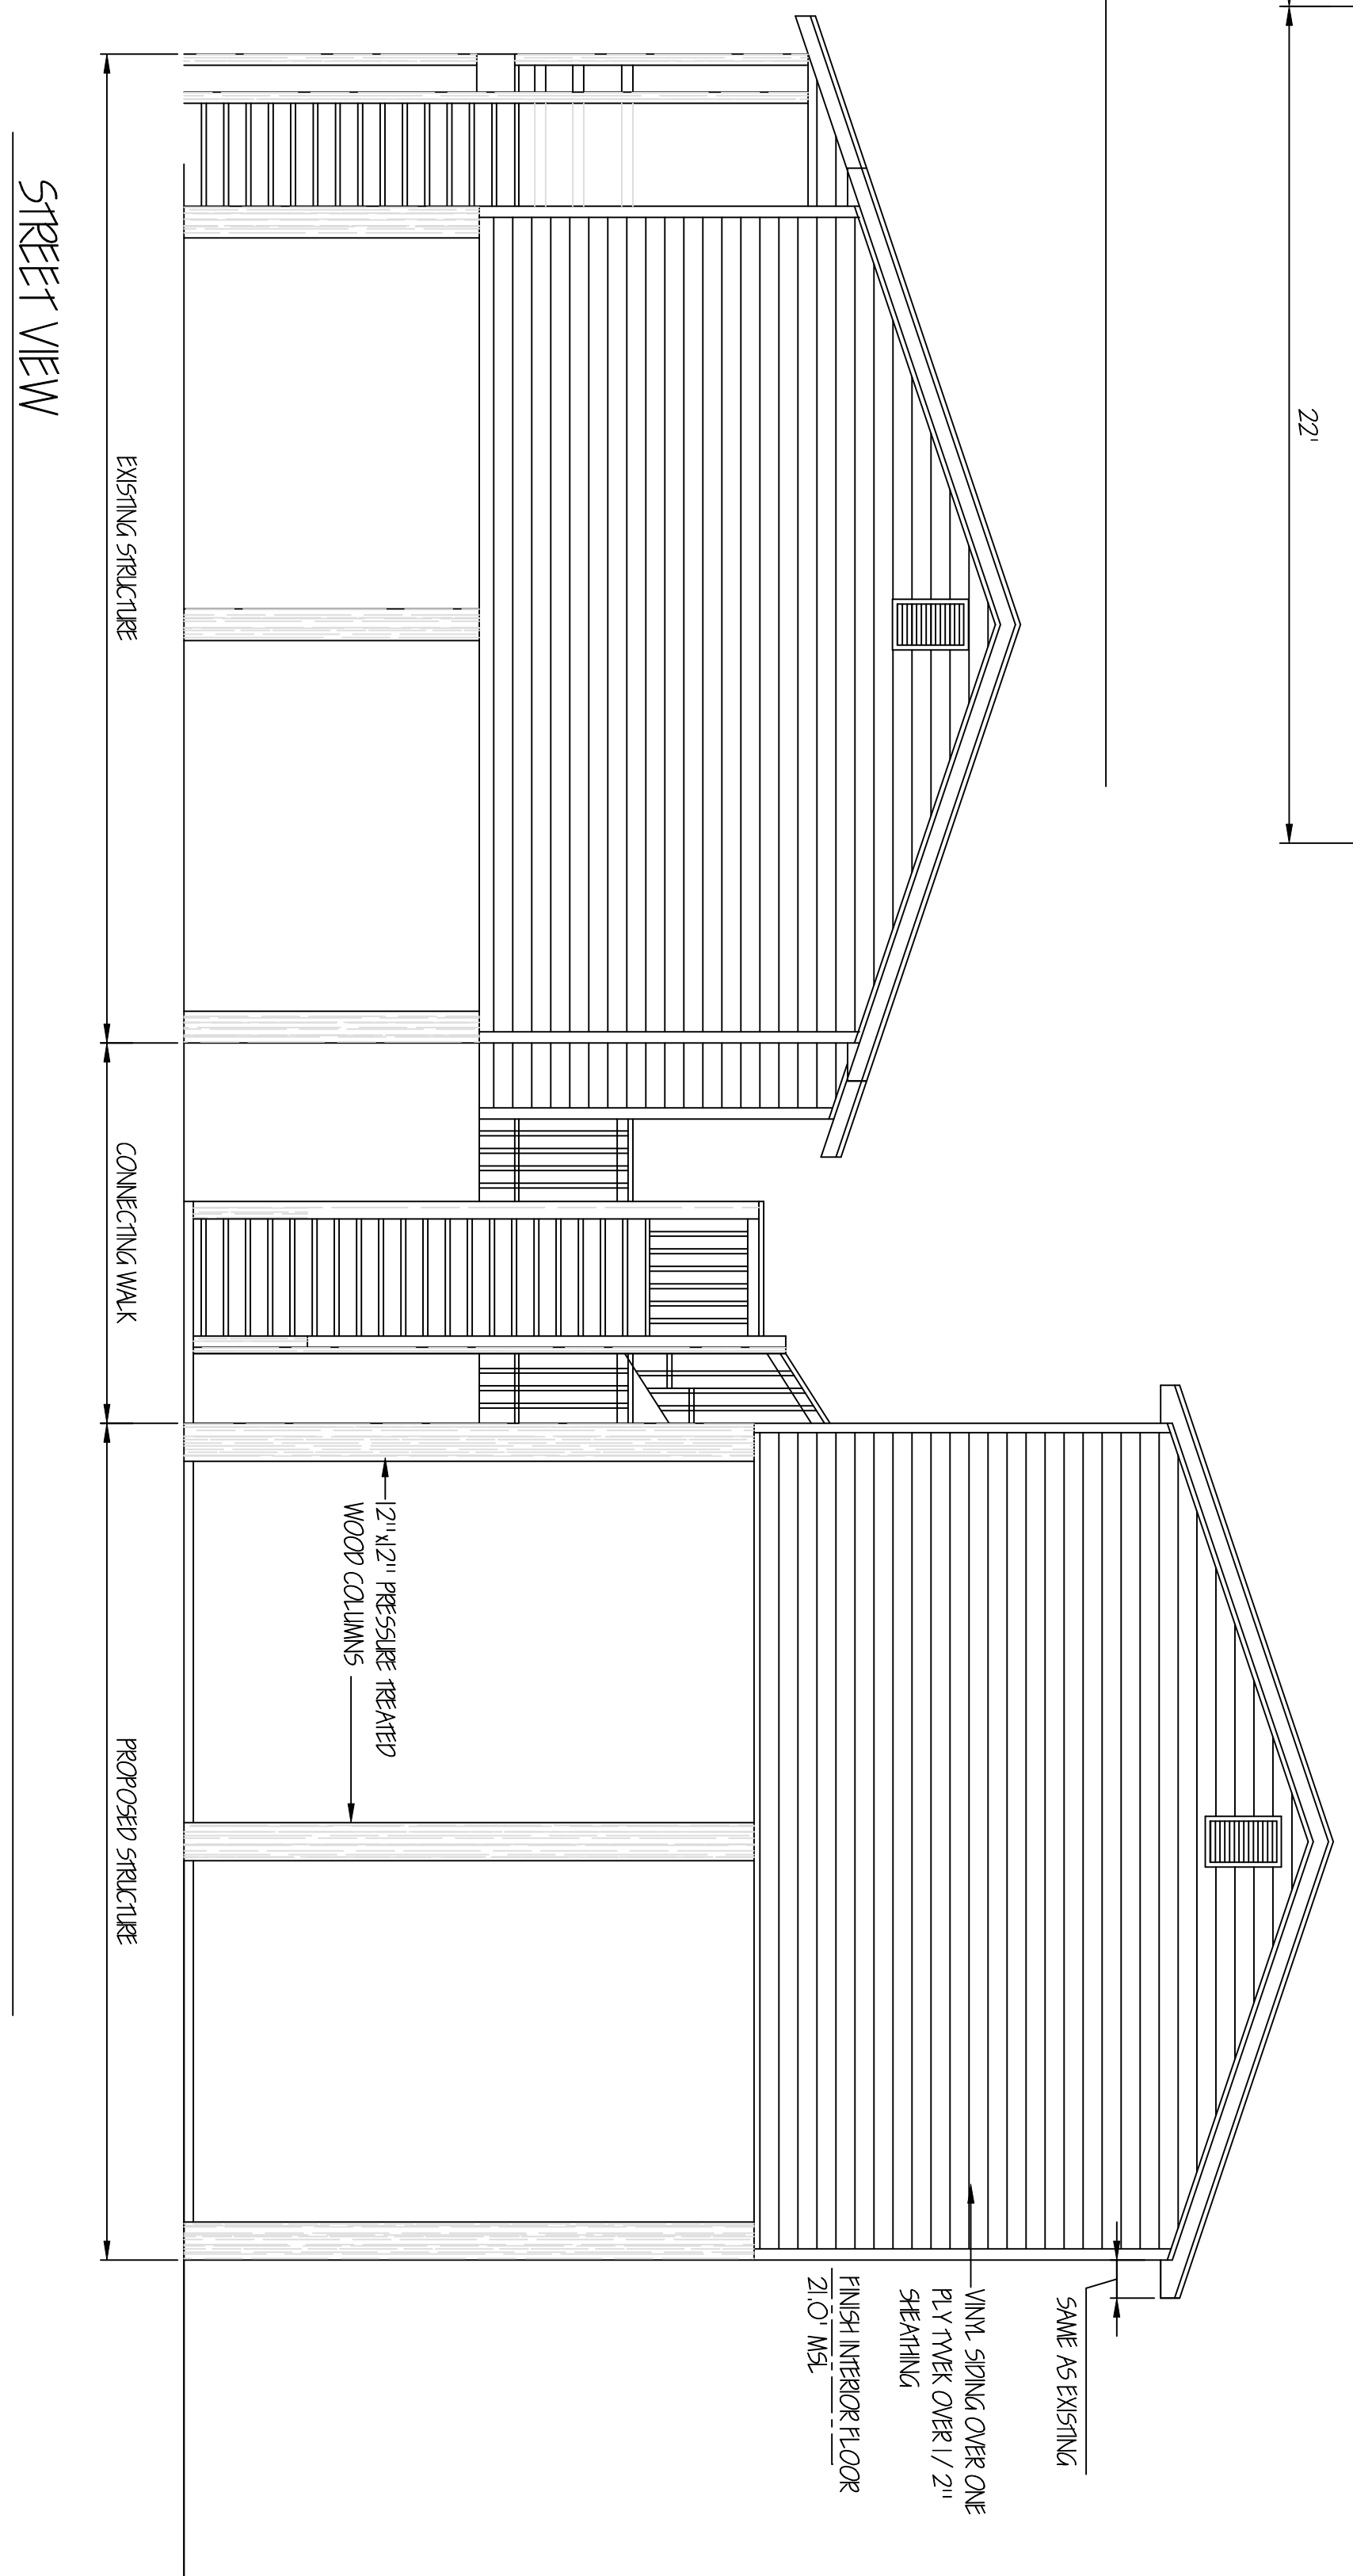 22'
SAME AS EXISTING
VINYL SIDING OVER ONE
PLY TYVEK OVER 1/2"
SHEATHING
FINISH INTERIOR FLOOR
21.0' MSL
12"x12" PRESSURE TREATED
WOOD COLUMNS
EXISTING STRUCTURE
CONNECTING WALK
PROPOSED STRUCTURE
STREET VIEW